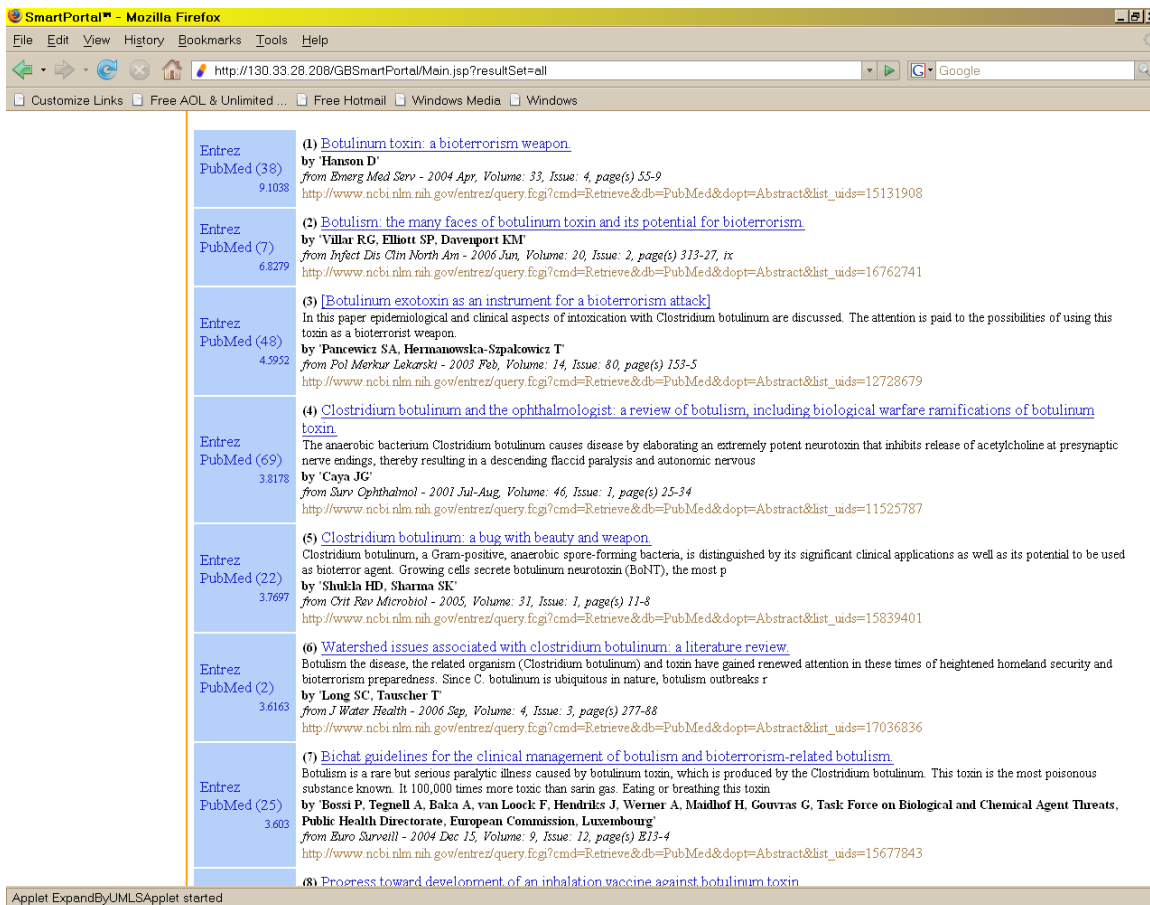 SmartPortal™ - Mozilla Firefox
File Edit View History Bookmarks Tools Help
http://130.33.28.208/GBSmartPortal/Main.jsp?resultSet=all
G Google
Customize Links Free AOL & Unlimited ... Free Hotmail Windows Media Windows
Entrez
PubMed (38)
9.1038
(1) Botulinum toxin: a bioterrorism weapon.
by 'Hanson D'
from Emerg Med Serv - 2004 Apr, Volume: 33, Issue: 4, page(s) 55-9
http://www.ncbi.nlm.nih.gov/entrez/query.fcgi?cmd=Retrieve&db=PubMed&dopt=Abstract&list_uids=15131908
Entrez
PubMed (7)
6.8279
(2) Botulism: the many faces of botulinum toxin and its potential for bioterrorism.
by 'Villar RG, Elliott SP, Davenport KM'
from Infect Dis Clin North Am - 2006 Jun, Volume: 20, Issue: 2, page(s) 313-27, ix
http://www.ncbi.nlm.nih.gov/entrez/query.fcgi?cmd=Retrieve&db=PubMed&dopt=Abstract&list_uids=16762741
Entrez
PubMed (48)
4.5952
(3) [Botulinum exotoxin as an instrument for a bioterrorism attack]
In this paper epidemiological and clinical aspects of intoxication with Clostridium botulinum are discussed. The attention is paid to the possibilities of using this
toxin as a bioterrorist weapon.
by 'Pancewicz SA, Hermanowska-Szpakowicz T'
from Pol Merkur Lekarski - 2003 Feb, Volume: 14, Issue: 80, page(s) 153-5
http://www.ncbi.nlm.nih.gov/entrez/query.fcgi?cmd=Retrieve&db=PubMed&dopt=Abstract&list_uids=12728679
Entrez
PubMed (69)
3.8178
(4) Clostridium botulinum and the ophthalmologist: a review of botulism, including biological warfare ramifications of botulinum
toxin.
The anaerobic bacterium Clostridium botulinum causes disease by elaborating an extremely potent neurotoxin that inhibits release of acetylcholine at presynaptic
nerve endings, thereby resulting in a descending flaccid paralysis and autonomic nervous
by 'Caya JG'
from Surv Ophthalmol - 2001 Jul-Aug, Volume: 46, Issue: 1, page(s) 25-34
http://www.ncbi.nlm.nih.gov/entrez/query.fcgi?cmd=Retrieve&db=PubMed&dopt=Abstract&list_uids=11525787
Entrez
PubMed (22)
3.7697
(5) Clostridium botulinum: a bug with beauty and weapon.
Clostridium botulinum, a Gram-positive, anaerobic spore-forming bacteria, is distinguished by its significant clinical applications as well as its potential to be used
as bioterror agent. Growing cells secrete botulinum neurotoxin (BoNT), the most p
by 'Shukla HD, Sharma SK'
from Crit Rev Microbiol - 2005, Volume: 31, Issue: 1, page(s) 11-8
http://www.ncbi.nlm.nih.gov/entrez/query.fcgi?cmd=Retrieve&db=PubMed&dopt=Abstract&list_uids=15839401
Entrez
PubMed (2)
3.6163
(6) Watershed issues associated with clostridium botulinum: a literature review.
Botulism the disease, the related organism (Clostridium botulinum) and toxin have gained renewed attention in these times of heightened homeland security and
bioterrorism preparedness. Since C. botulinum is ubiquitous in nature, botulism outbreaks r
by 'Long SC, Tauscher T'
from J Water Health - 2006 Sep, Volume: 4, Issue: 3, page(s) 277-88
http://www.ncbi.nlm.nih.gov/entrez/query.fcgi?cmd=Retrieve&db=PubMed&dopt=Abstract&list_uids=17036836
Entrez
PubMed (25)
3.603
(7) Bichat guidelines for the clinical management of botulism and bioterrorism-related botulism.
Botulism is a rare but serious paralytic illness caused by botulinum toxin, which is produced by the Clostridium botulinum. This toxin is the most poisonous
substance known. It 100,000 times more toxic than sarin gas. Eating or breathing this toxin
by 'Bossi P, Tegnell A, Baka A, van Loock F, Hendriks J, Werner A, Maidhof H, Gouvras G, Task Force on Biological and Chemical Agent Threats,
Public Health Directorate, European Commission, Luxembourg'
from Euro Surveill - 2004 Dec 15, Volume: 9, Issue: 12, page(s) E13-4
http://www.ncbi.nlm.nih.gov/entrez/query.fcgi?cmd=Retrieve&db=PubMed&dopt=Abstract&list_uids=15677843
(8) Progress toward development of an inhalation vaccine against botulinum toxin
Applet ExpandByUMLSApplet started